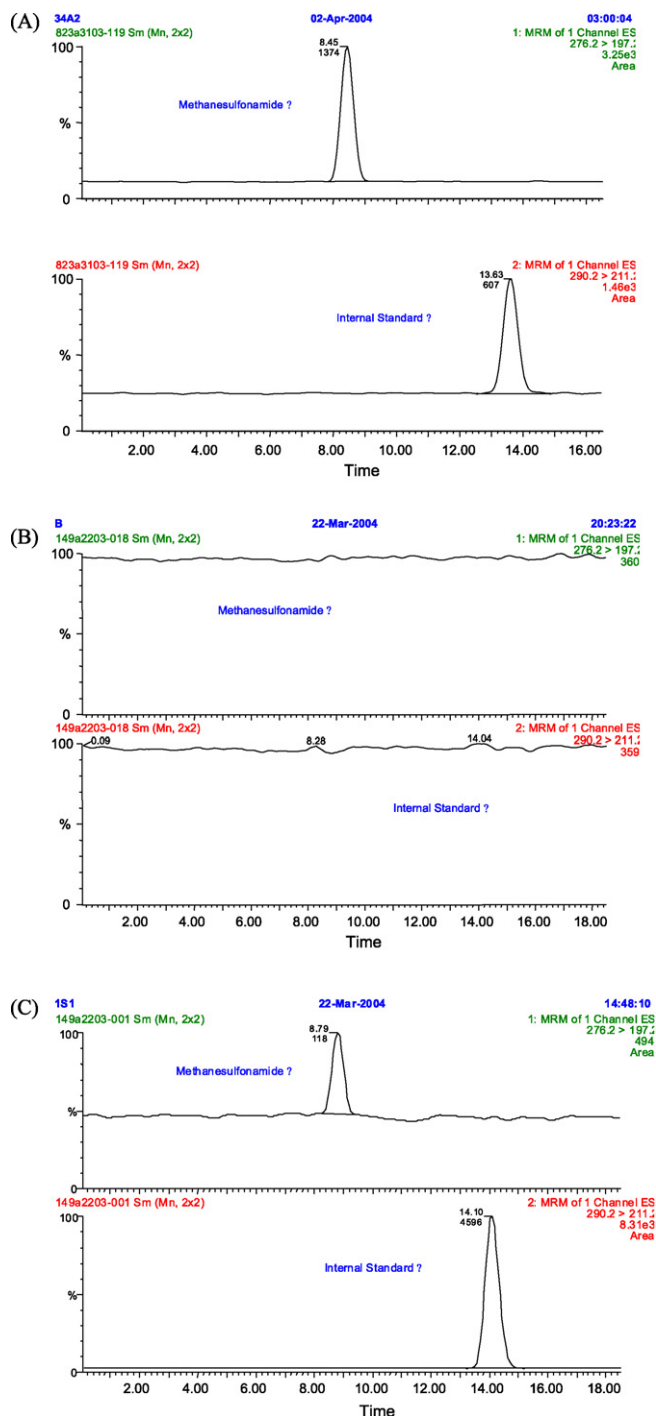 (A)
34A2 02-Apr-2004 03:00:04
823a3103-119 Sm (Mn, 2x2) 1: MRM of 1 Channel ES
276.2 > 197.2
3.25e3
Area
100
8.45
1374
Methanesulfonamide ?
%
0
823a3103-119 Sm (Mn, 2x2) 2: MRM of 1 Channel ES
290.2 > 211.2
1.46e3
Area
100
13.63
607
Internal Standard ?
%
0
2.00 4.00 6.00 8.00 10.00 12.00 14.00 16.00
Time
(B)
B 22-Mar-2004 20:23:22
149a2203-018 Sm (Mn, 2x2) 1: MRM of 1 Channel ES
276.2 > 197.2
360
100
Methanesulfonamide ?
%
0
149a2203-018 Sm (Mn, 2x2) 2: MRM of 1 Channel ES
290.2 > 211.2
359
100
0.09 8.28 14.04
Internal Standard ?
%
0
2.00 4.00 6.00 8.00 10.00 12.00 14.00 16.00 18.00
Time
(C)
1S1 22-Mar-2004 14:48:10
149a2203-001 Sm (Mn, 2x2) 1: MRM of 1 Channel ES
276.2 > 197.2
494
Area
100
8.79
118
Methanesulfonamide ?
%
0
149a2203-001 Sm (Mn, 2x2) 2: MRM of 1 Channel ES
290.2 > 211.2
8.31e3
Area
100
14.10
4596
Internal Standard ?
%
0
2.00 4.00 6.00 8.00 10.00 12.00 14.00 16.00 18.00
Time